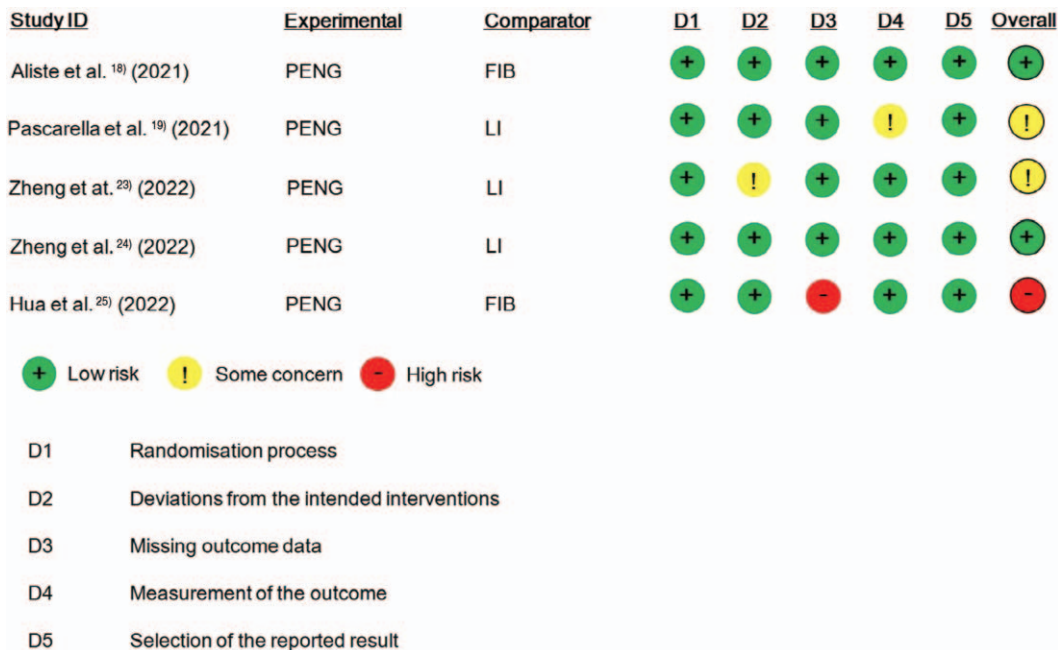 Study ID Experimental Comparator D1 D2 D3 D4 D5 Overall
Aliste et al. 18) (2021) PENG FIB + + + + + +
Pascarella et al. 19) (2021) PENG LI + + + ! + !
Zheng et at. 23) (2022) PENG LI + ! + + + !
Zheng et al. 24) (2022) PENG LI + + + + + +
Hua et al. 25) (2022) PENG FIB + + - + + -
+ Low risk ! Some concern - High risk
D1 Randomisation process
D2 Deviations from the intended interventions
D3 Missing outcome data
D4 Measurement of the outcome
D5 Selection of the reported result